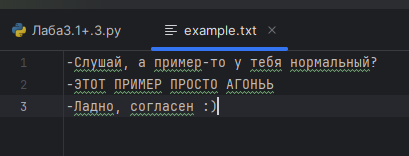 Лаба3.1+.3.py
example.txt
1 -Слушай, а пример-то у тебя нормальный?
2 -ЭТОТ ПРИМЕР ПРОСТО АГОНЬЬ
3 -Ладно, согласен :)